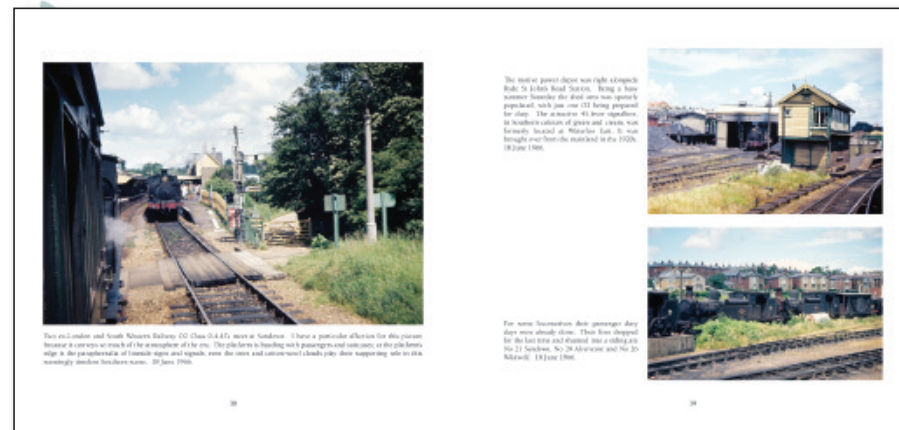 Two ex-London and South Western Railway O2 Class 0-4-4Ts meet at Sandown. I have a particular affection for this picture
because it conveys so much of the atmosphere of the era. The platform is bustling with passengers and suitcases; at the platform's
edge is the paraphernalia of lineside signs and signals; even the trees and cotton-wool clouds play their supporting role in this
seemingly timeless Southern scene. 18 June 1966.
The motive power depot was right alongside
Ryde St John's Road Station. Being a busy
summer Saturday the shed area was sparsely
populated, with just one O2 being prepared
for duty. The attractive signalbox,
in Southern colours of green and cream, was
formerly located at Waterloo East. It was
brought over from the mainland in the 1920s.
18 June 1966.
For some locomotives their passenger duty
days were already done. Their fires dropped
for the last time and shunted into a siding are
No 21 Sandown, No 29 Alverstone and No 26
Whitwell. 18 June 1966.